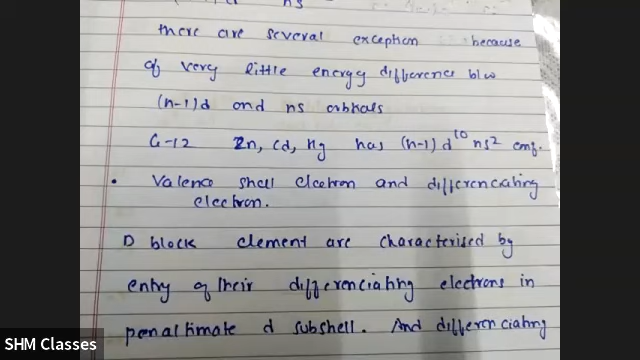 ns
there are several exception because
of very little energy difference b/w
(n-1)d and ns orbitals
G-12 Zn, Cd, Hg has (n-1)d¹⁰ ns² conf.
• Valence shell electron and differenciating
electron.
D block element are characterised by
entry of their differenciating electrons in
penaltimate d subshell. And differenciating
SHM Classes